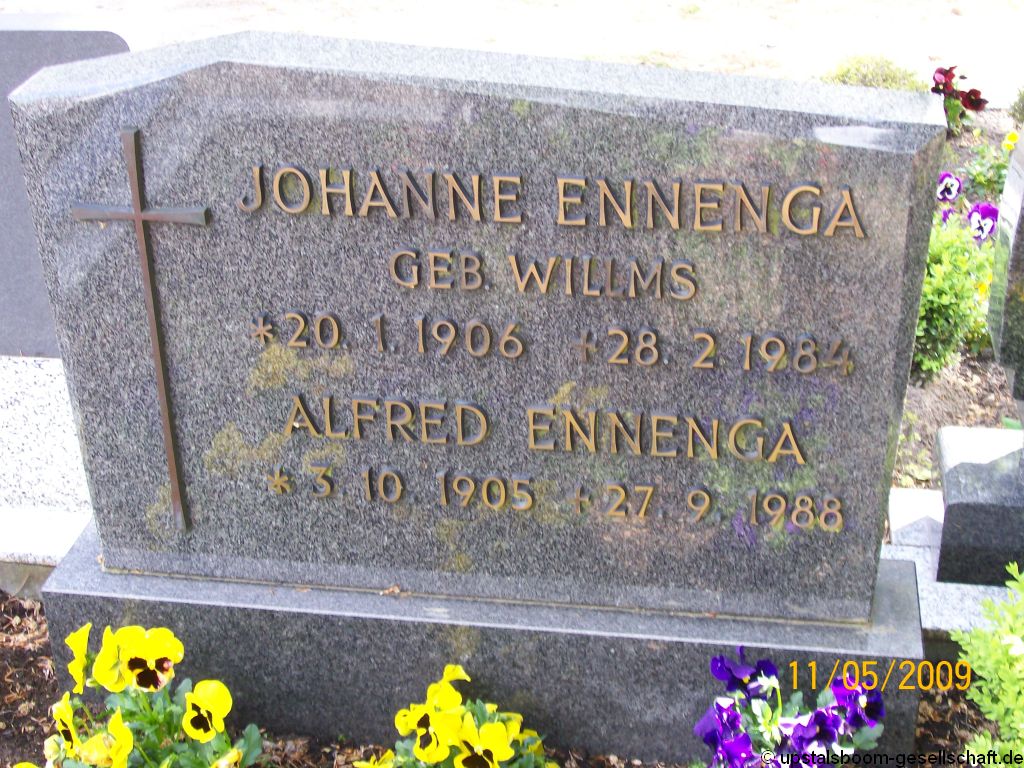 JOHANNE ENNENGA
GEB. WILLMS
* 20. 1. 1906 + 28. 2. 1984
ALFRED ENNENGA
* 3. 10. 1905 + 27. 9. 1988
11/05/2009
© upstalsboom-gesellschaft.de